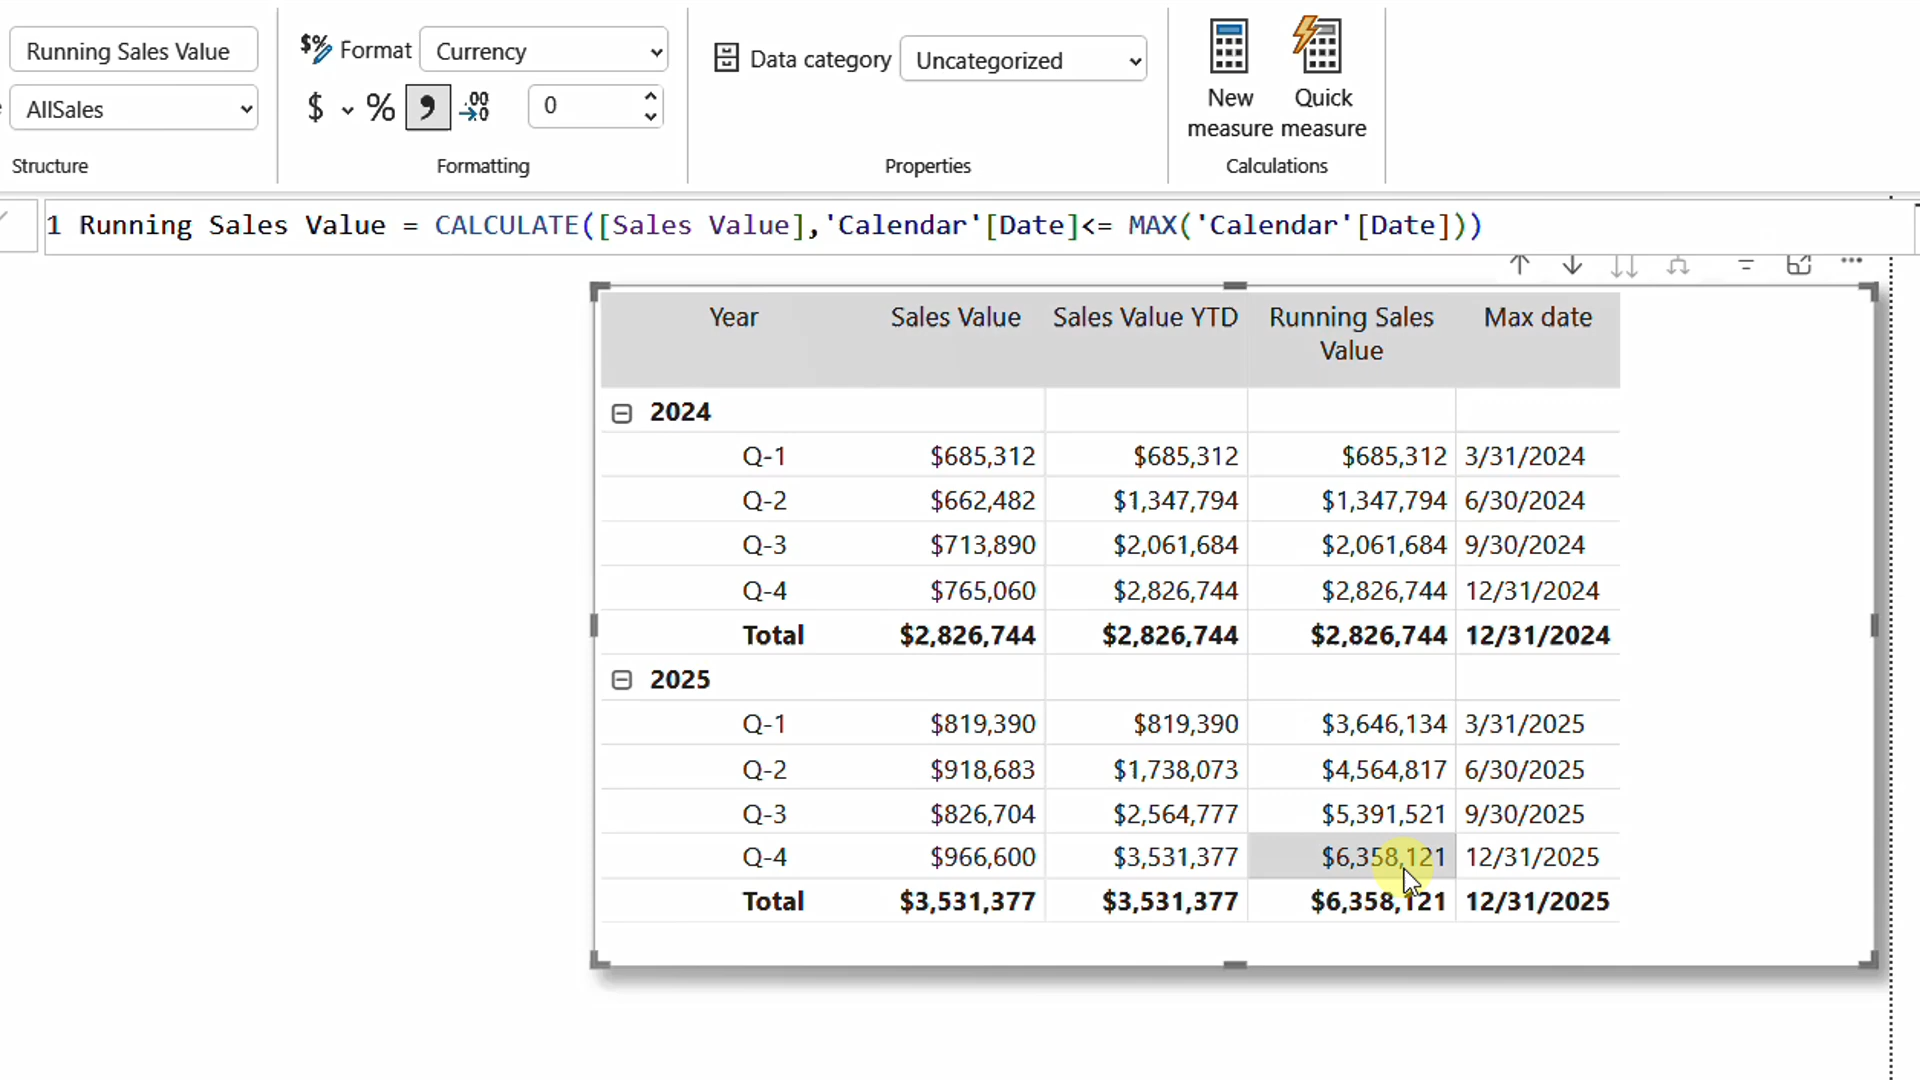 Running Sales Value
Format
Currency
Data category
Uncategorized
New
measure
Quick
measure
AllSales
$
%
,
.00
→0
0
Structure
Formatting
Properties
Calculations
1 Running Sales Value = CALCULATE([Sales Value],'Calendar'[Date]<= MAX('Calendar'[Date]))
Year Sales Value Sales Value YTD Running Sales Value Max date
2024
Q-1 $685,312 $685,312 $685,312 3/31/2024
Q-2 $662,482 $1,347,794 $1,347,794 6/30/2024
Q-3 $713,890 $2,061,684 $2,061,684 9/30/2024
Q-4 $765,060 $2,826,744 $2,826,744 12/31/2024
Total $2,826,744 $2,826,744 $2,826,744 12/31/2024
2025
Q-1 $819,390 $819,390 $3,646,134 3/31/2025
Q-2 $918,683 $1,738,073 $4,564,817 6/30/2025
Q-3 $826,704 $2,564,777 $5,391,521 9/30/2025
Q-4 $966,600 $3,531,377 $6,358,121 12/31/2025
Total $3,531,377 $3,531,377 $6,358,121 12/31/2025